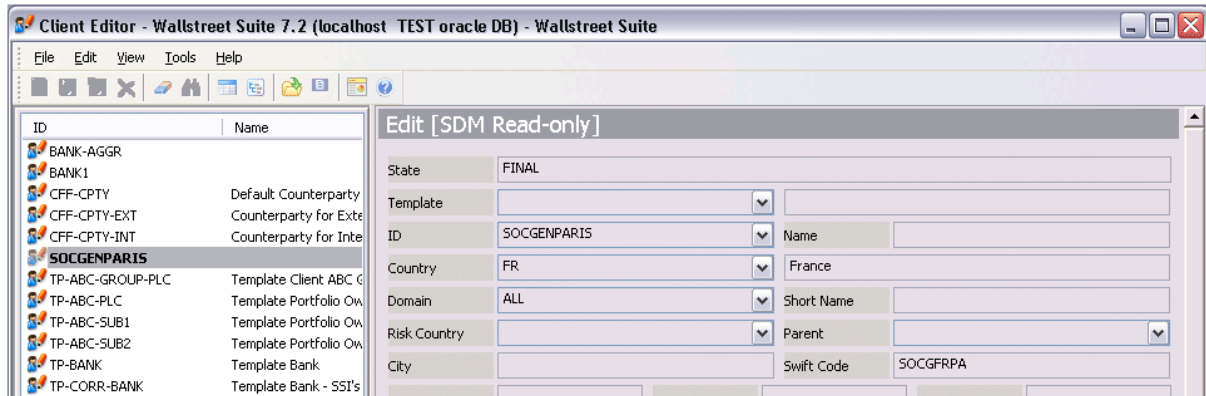 Client Editor - Wallstreet Suite 7.2 (localhost TEST oracle DB) - Wallstreet Suite
File Edit View Tools Help
ID Name
BANK-AGGR
BANK1
CFF-CPTY Default Counterparty
CFF-CPTY-EXT Counterparty for Exte
CFF-CPTY-INT Counterparty for Inte
SOCGENPARIS
TP-ABC-GROUP-PLC Template Client ABC G
TP-ABC-PLC Template Portfolio Ow
TP-ABC-SUB1 Template Portfolio Ow
TP-ABC-SUB2 Template Portfolio Ow
TP-BANK Template Bank
TP-CORR-BANK Template Bank - SSI's
Edit [SDM Read-only]
State FINAL
Template
ID SOCGENPARIS Name
Country FR France
Domain ALL Short Name
Risk Country Parent
City Swift Code SOCGFRPA